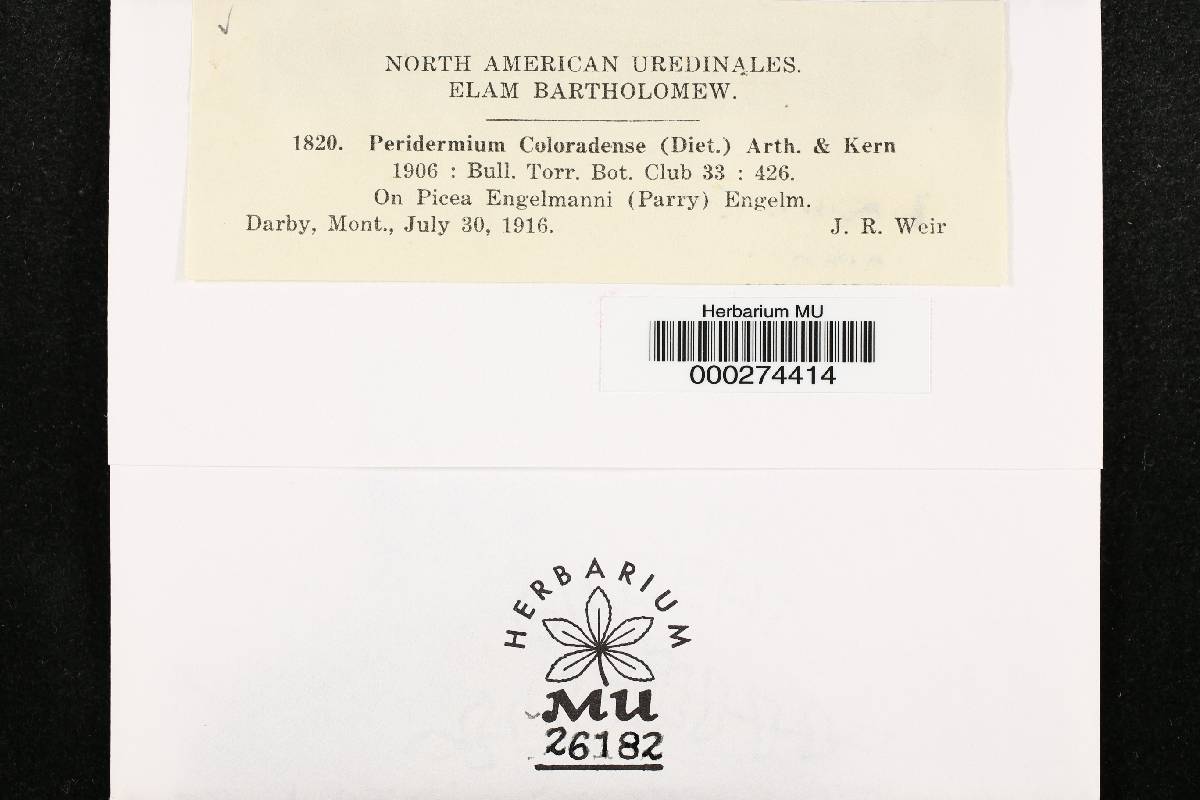 NORTH AMERICAN UREDINALES.
ELAM BARTHOLOMEW.
1820. Peridermium Coloradense (Diet.) Arth. & Kern
1906 : Bull. Torr. Bot. Club 33 : 426.
On Picea Engelmanni (Parry) Engelm.
Darby, Mont., July 30, 1916. J. R. Weir
Herbarium MU
000274414
HERBARIUM
MU
26182